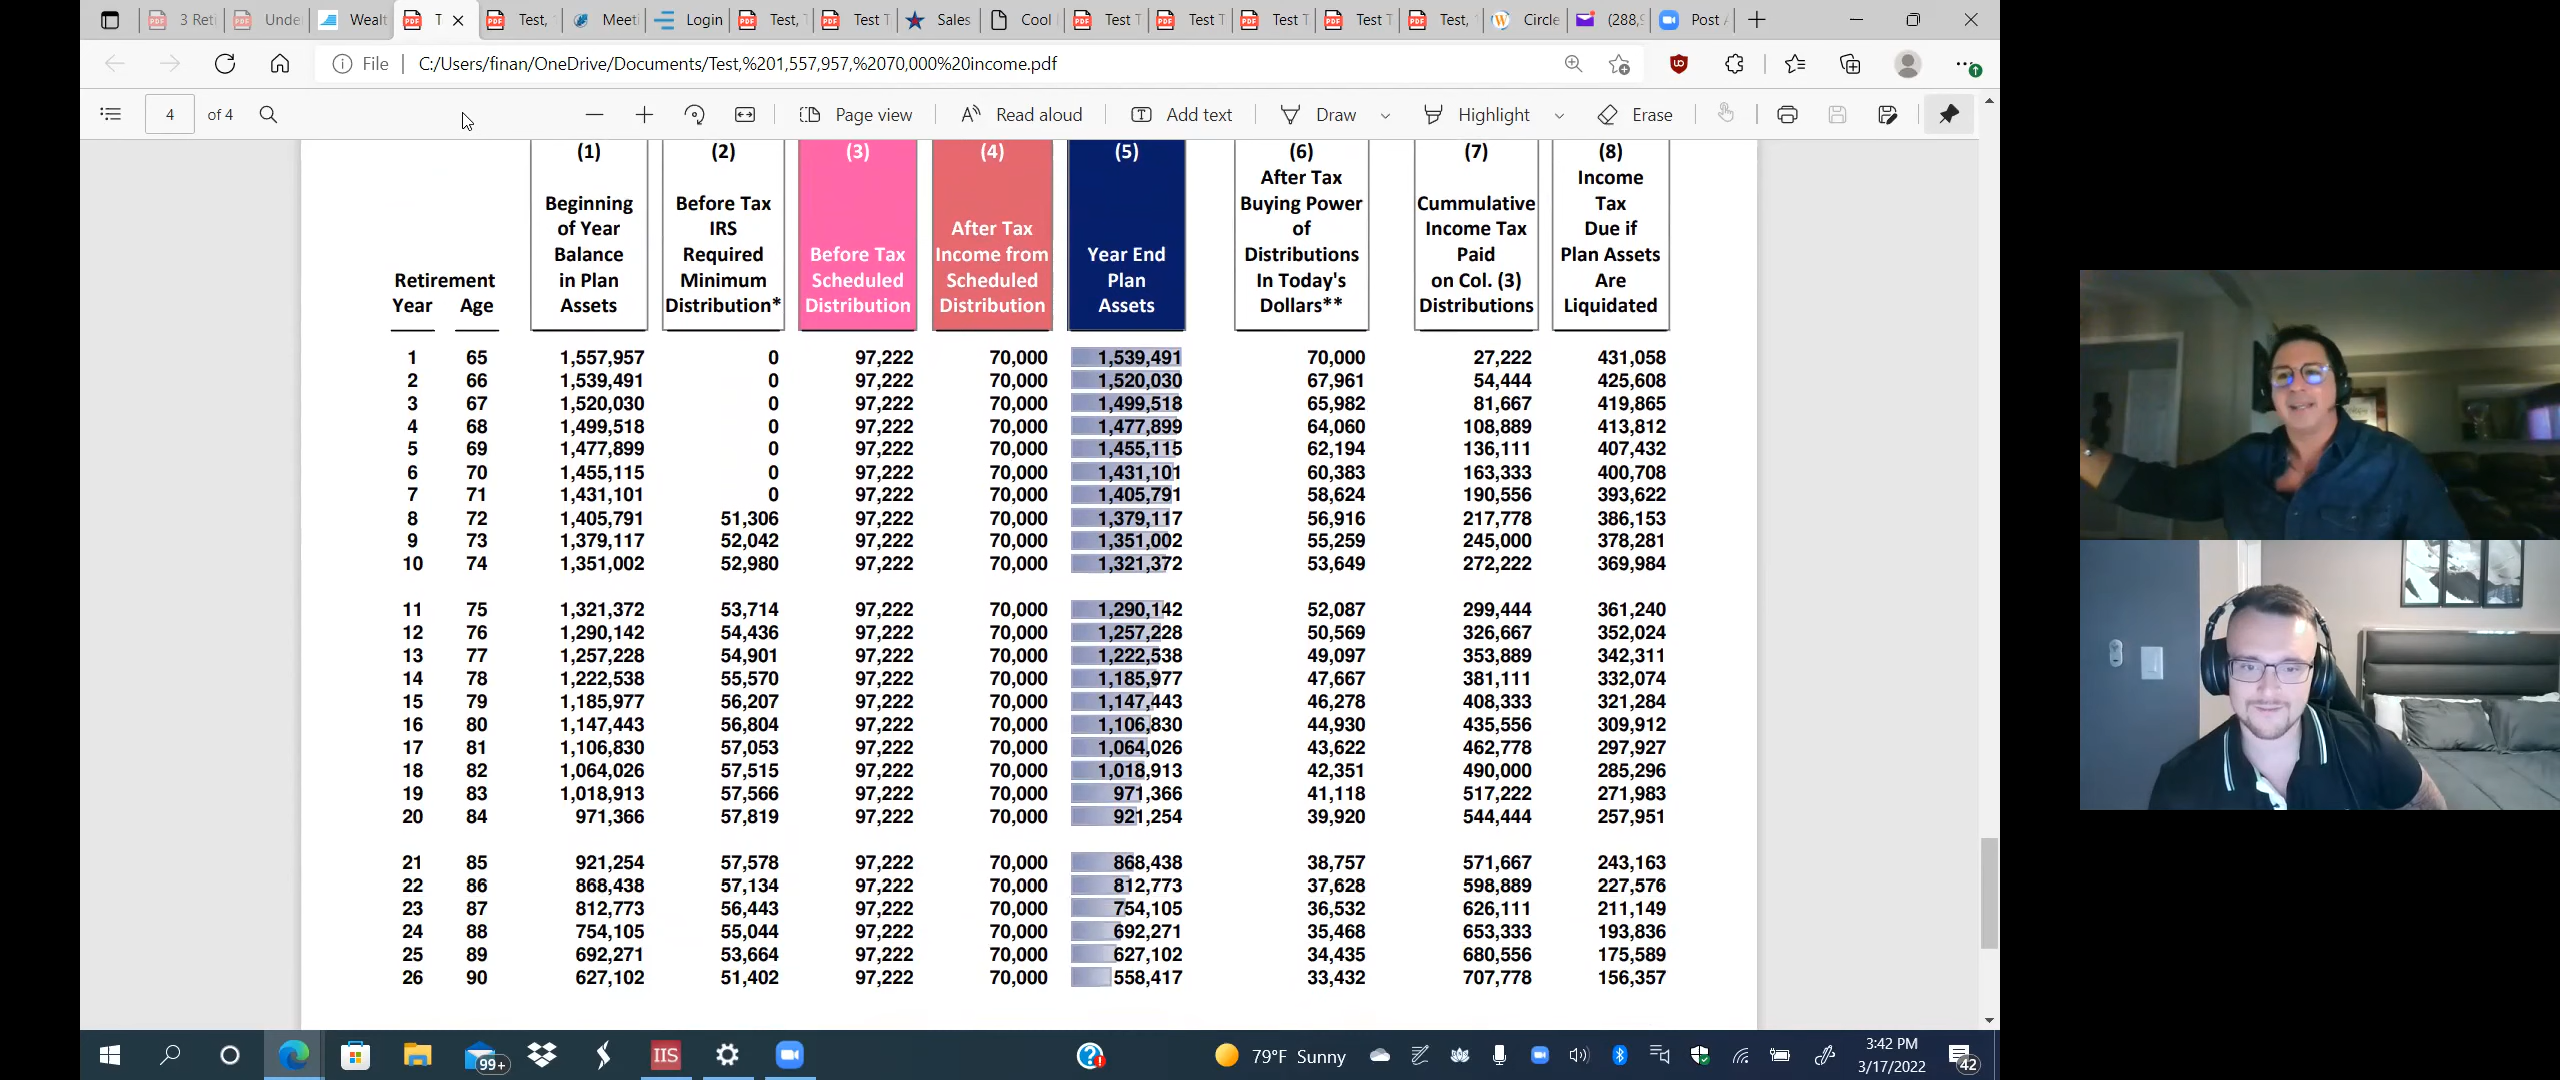 3 Reti
Unde
Wealt
T
Test,
Meeti
Login
Test, T
Test T
Sales
Cool
Test T
Test T
Test T
Test T
Test,
Circle
(288,9
Post A
File
C:/Users/finan/OneDrive/Documents/Test,%201,557,957,%2070,000%20income.pdf
4 of 4
Page view
Read aloud
Add text
Draw
Highlight
Erase
(1) (2) (3) (4) (5) (6) (7) (8)
Retirement
Year Age
Beginning
of Year
Balance
in Plan
Assets
Before Tax
IRS
Required
Minimum
Distribution*
Before Tax
Scheduled
Distribution
After Tax
Income from
Scheduled
Distribution
Year End
Plan
Assets
After Tax
Buying Power
of
Distributions
In Today's
Dollars**
Cummulative
Income Tax
Paid
on Col. (3)
Distributions
Income
Tax
Due if
Plan Assets
Are
Liquidated
1 65 1,557,957 0 97,222 70,000 1,539,491 70,000 27,222 431,058
2 66 1,539,491 0 97,222 70,000 1,520,030 67,961 54,444 425,608
3 67 1,520,030 0 97,222 70,000 1,499,518 65,982 81,667 419,865
4 68 1,499,518 0 97,222 70,000 1,477,899 64,060 108,889 413,812
5 69 1,477,899 0 97,222 70,000 1,455,115 62,194 136,111 407,432
6 70 1,455,115 0 97,222 70,000 1,431,101 60,383 163,333 400,708
7 71 1,431,101 0 97,222 70,000 1,405,791 58,624 190,556 393,622
8 72 1,405,791 51,306 97,222 70,000 1,379,117 56,916 217,778 386,153
9 73 1,379,117 52,042 97,222 70,000 1,351,002 55,259 245,000 378,281
10 74 1,351,002 52,980 97,222 70,000 1,321,372 53,649 272,222 369,984
11 75 1,321,372 53,714 97,222 70,000 1,290,142 52,087 299,444 361,240
12 76 1,290,142 54,436 97,222 70,000 1,257,228 50,569 326,667 352,024
13 77 1,257,228 54,901 97,222 70,000 1,222,538 49,097 353,889 342,311
14 78 1,222,538 55,570 97,222 70,000 1,185,977 47,667 381,111 332,074
15 79 1,185,977 56,207 97,222 70,000 1,147,443 46,278 408,333 321,284
16 80 1,147,443 56,804 97,222 70,000 1,106,830 44,930 435,556 309,912
17 81 1,106,830 57,053 97,222 70,000 1,064,026 43,622 462,778 297,927
18 82 1,064,026 57,515 97,222 70,000 1,018,913 42,351 490,000 285,296
19 83 1,018,913 57,566 97,222 70,000 971,366 41,118 517,222 271,983
20 84 971,366 57,819 97,222 70,000 921,254 39,920 544,444 257,951
21 85 921,254 57,578 97,222 70,000 868,438 38,757 571,667 243,163
22 86 868,438 57,134 97,222 70,000 812,773 37,628 598,889 227,576
23 87 812,773 56,443 97,222 70,000 754,105 36,532 626,111 211,149
24 88 754,105 55,044 97,222 70,000 692,271 35,468 653,333 193,836
25 89 692,271 53,664 97,222 70,000 627,102 34,435 680,556 175,589
26 90 627,102 51,402 97,222 70,000 558,417 33,432 707,778 156,357
99+
IIS
79°F Sunny
3:42 PM
3/17/2022
42